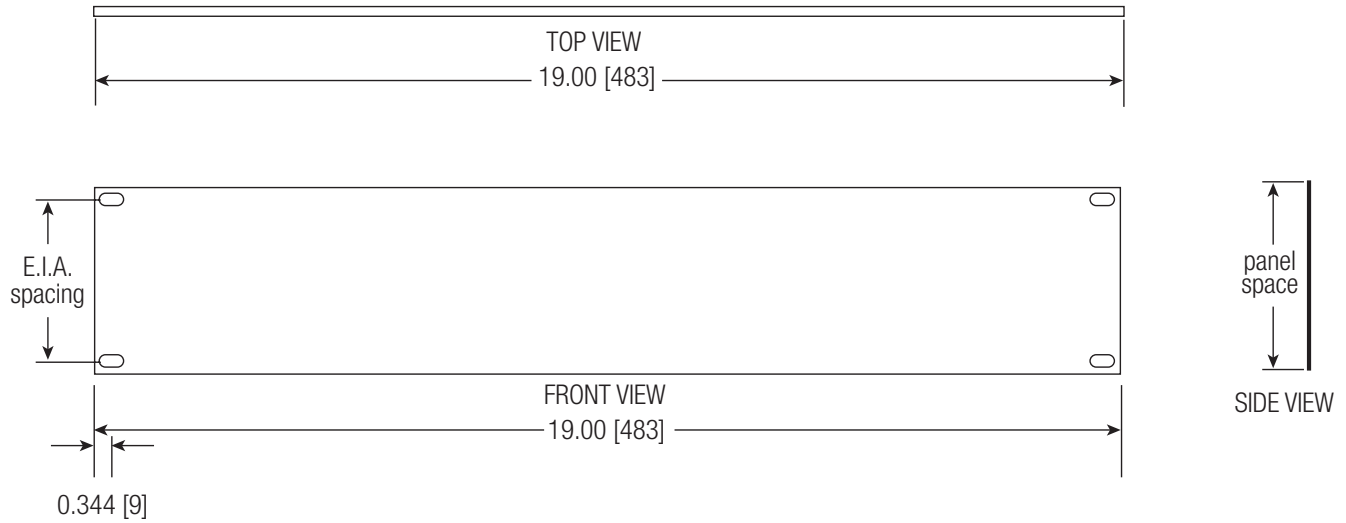 TOP VIEW
19.00 [483]
E.I.A.
spacing
panel
space
FRONT VIEW
19.00 [483]
SIDE VIEW
0.344 [9]